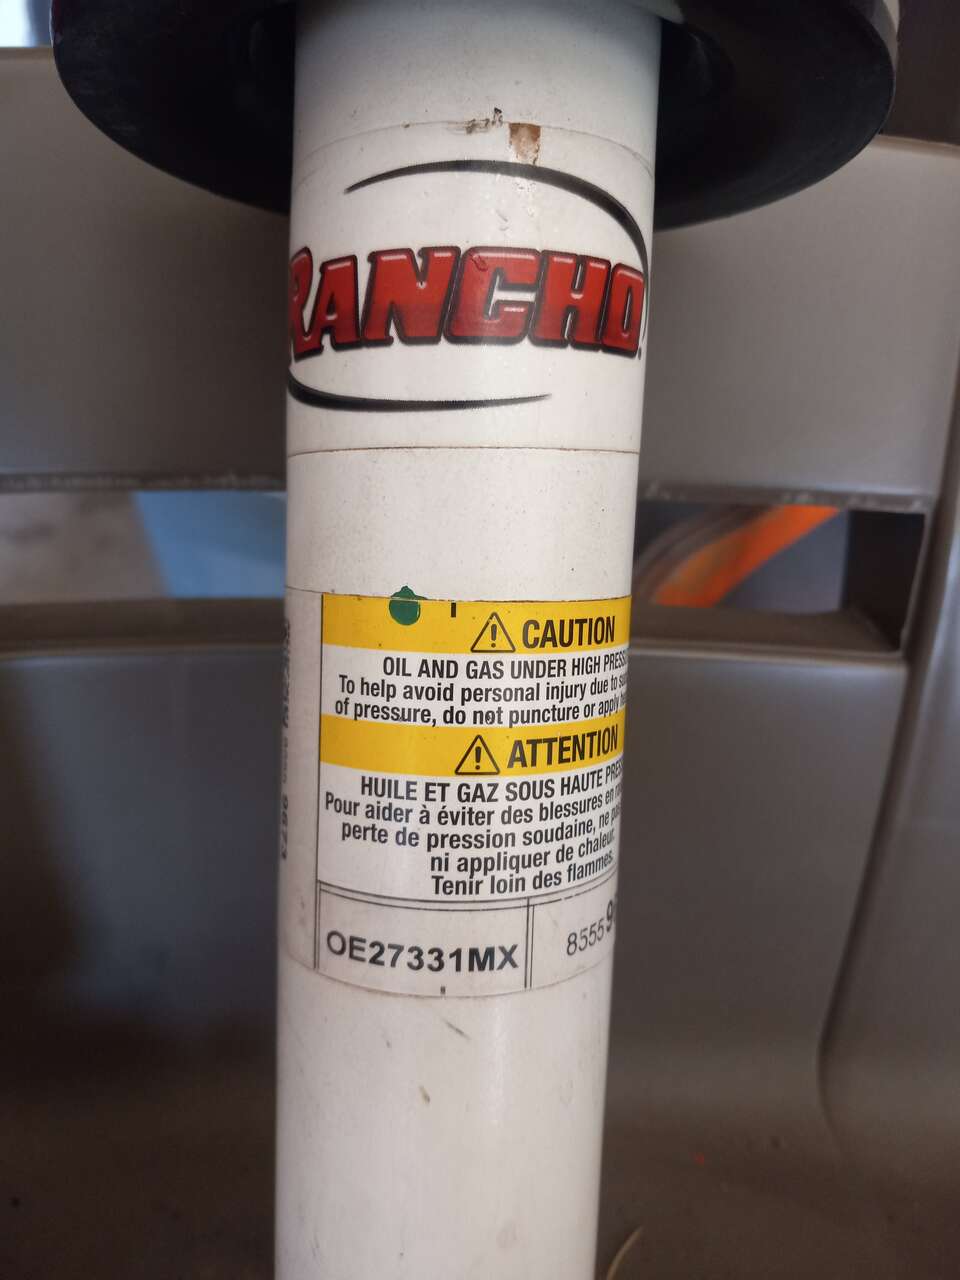 RANCHO
CAUTION
OIL AND GAS UNDER HIGH
To help avoid personal injury due to
of pressure, do not puncture or apply
ATTENTION
HUILE ET GAZ SOUS HAUTE
Pour aider à éviter des blessures en
perte de pression soudaine, ne
ni appliquer de chaleur.
Tenir loin des flammes.
OE27331MX
8555